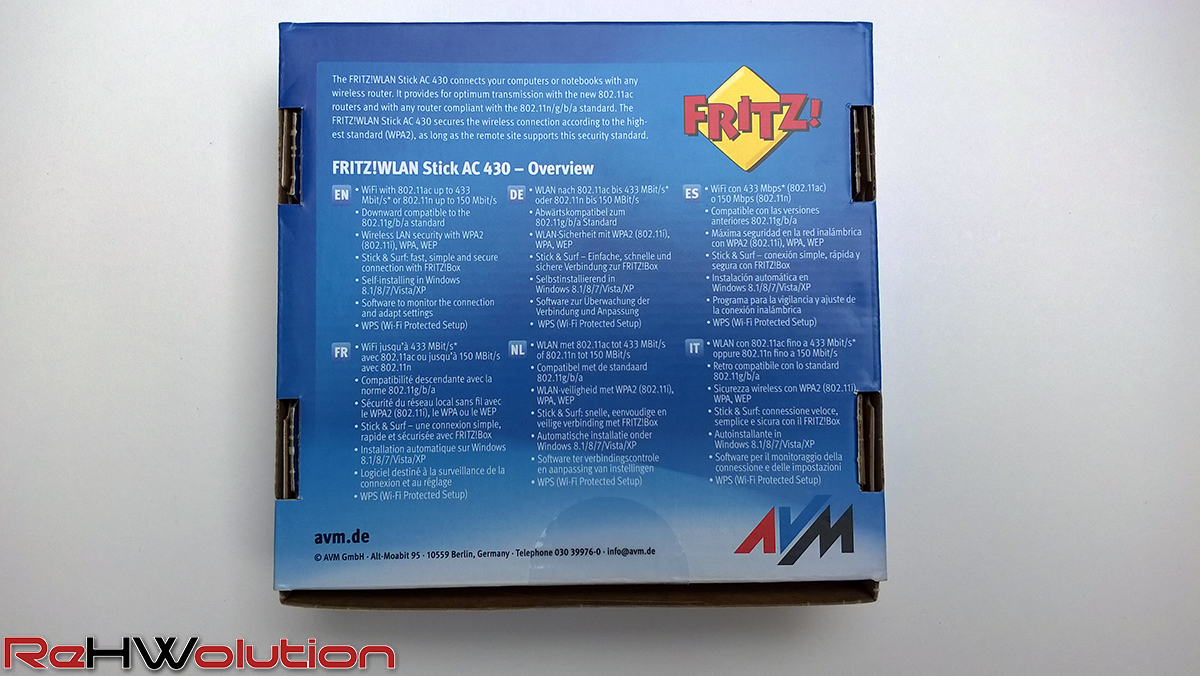 The FRITZ!WLAN Stick AC 430 connects your computers or notebooks with any
wireless router. It provides for optimum transmission with the new 802.11ac
routers and with any router compliant with the 802.11n/g/b/a standard. The
FRITZ!WLAN Stick AC 430 secures the wireless connection according to the high-
est standard (WPA2), as long as the remote site supports this security standard.
FRITZ!
FRITZ!WLAN Stick AC 430 – Overview
EN
• WiFi with 802.11ac up to 433
MBit/s* or 802.11n up to 150 MBit/s
• Downward compatible to the
802.11g/b/a standard
• Wireless LAN security with WPA2
(802.11i), WPA, WEP
• Stick & Surf: fast, simple and secure
connection with FRITZ!Box
• Self-installing in Windows
8.1/8/7/Vista/XP
• Software to monitor the connection
and adapt settings
• WPS (Wi-Fi Protected Setup)
DE
• WLAN nach 802.11ac bis 433 MBit/s*
oder 802.11n bis 150 MBit/s
• Abwärtskompatibel zum
802.11g/b/a Standard
• WLAN-Sicherheit mit WPA2 (802.11i),
WPA, WEP
• Stick & Surf – Einfache, schnelle und
sichere Verbindung zur FRITZ!Box
• Selbstinstallierend in
Windows 8.1/8/7/Vista/XP
• Software zur Überwachung der
Verbindung und Anpassung
• WPS (Wi-Fi Protected Setup)
ES
• WiFi con 433 Mbps* (802.11ac)
o 150 Mbps (802.11n)
• Compatible con las versiones
anteriores 802.11g/b/a
• Máxima seguridad en la red inalámbrica
con WPA2 (802.11i), WPA, WEP
• Stick & Surf – conexión simple, rápida y
segura con FRITZ!Box
• Instalación automática en
Windows 8.1/8/7/Vista/XP
• Programa para la vigilancia y ajuste de
la conexión inalámbrica
• WPS (Wi-Fi Protected Setup)
FR
• WiFi jusqu'à 433 MBit/s*
avec 802.11ac ou jusqu'à 150 MBit/s
avec 802.11n
• Compatibilité descendante avec la
norme 802.11g/b/a
• Sécurité du réseau local sans fil avec
le WPA2 (802.11i), le WPA ou le WEP
• Stick & Surf – une connexion simple,
rapide et sécurisée avec FRITZ!Box
• Installation automatique sur Windows
8.1/8/7/Vista/XP
• Logiciel destiné à la surveillance de la
connexion et au réglage
• WPS (Wi-Fi Protected Setup)
NL
• WLAN met 802.11ac tot 433 MBit/s
of 802.11n tot 150 MBit/s
• Compatibel met de standaard
802.11g/b/a
• WLAN-veiligheid met WPA2 (802.11i),
WPA, WEP
• Stick & Surf: snelle, eenvoudige en
veilige verbinding met FRITZ!Box
• Automatische installatie onder
Windows 8.1/8/7/Vista/XP
• Software ter verbindingscontrole
en aanpassing van instellingen
• WPS (Wi-Fi Protected Setup)
IT
• WLAN con 802.11ac fino a 433 MBit/s*
oppure 802.11n fino a 150 MBit/s
• Retro compatibile con lo standard
802.11g/b/a
• Sicurezza wireless con WPA2 (802.11i),
WPA, WEP
• Stick & Surf: connessione veloce,
semplice e sicura con il FRITZ!Box
• Autoinstallante in
Windows 8.1/8/7/Vista/XP
• Software per il monitoraggio della
connessione e delle impostazioni
• WPS (Wi-Fi Protected Setup)
avm.de
© AVM GmbH · Alt-Moabit 95 · 10559 Berlin, Germany · Telephone 030 39976-0 · info@avm.de
AVM
ReHWolution